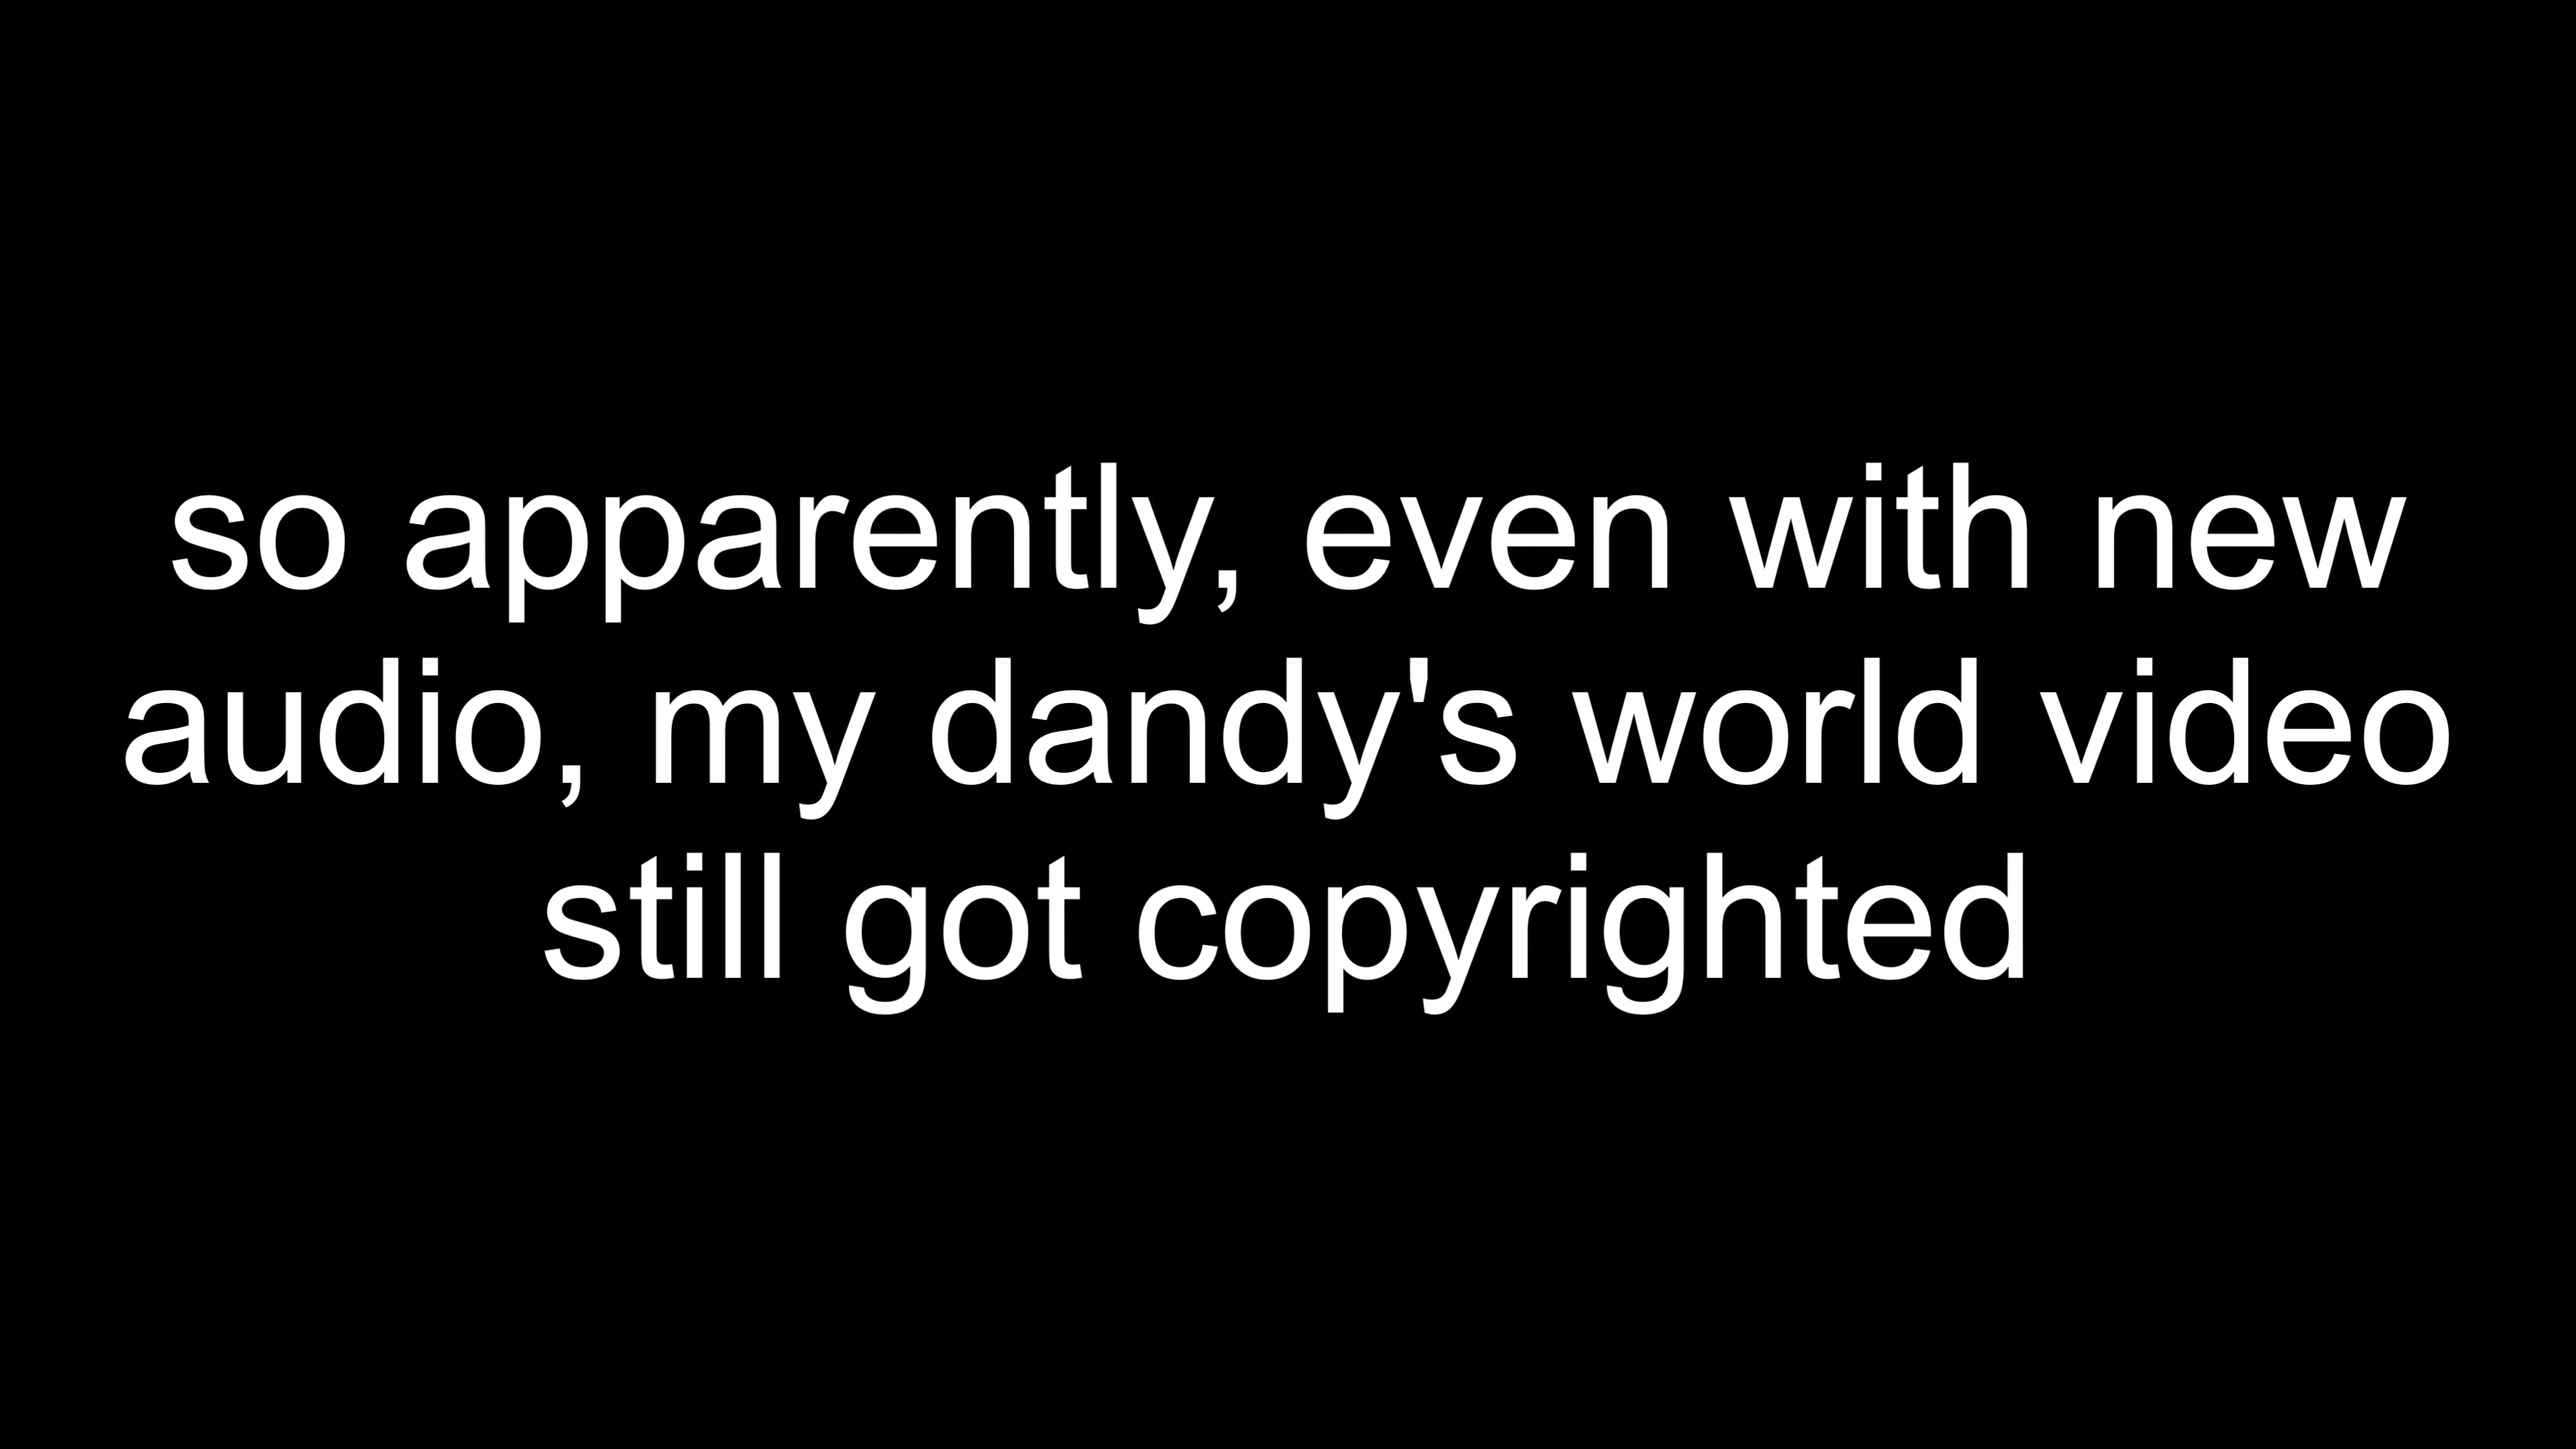 so apparently, even with new
audio, my dandy's world video
still got copyrighted